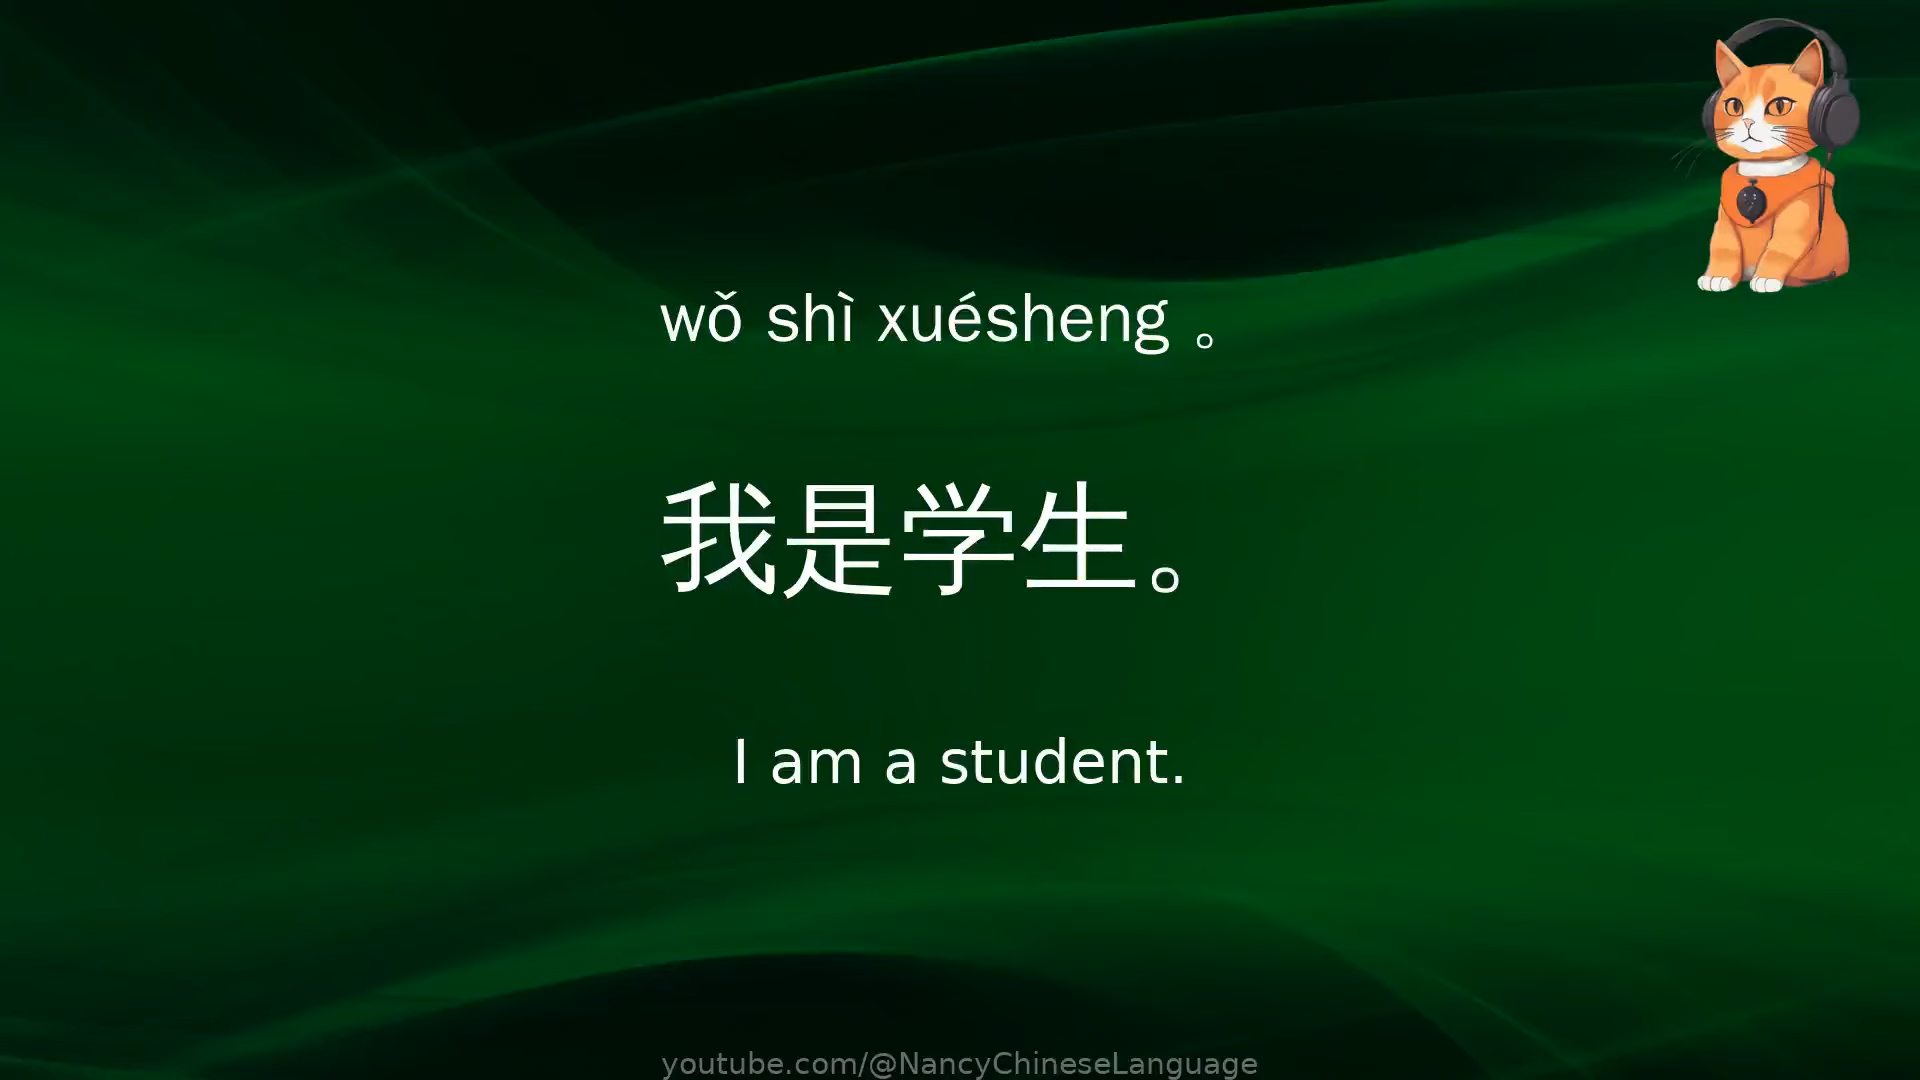 wǒ shì xuésheng 。
我是学生。
I am a student.
youtube.com/@NancyChineseLanguage